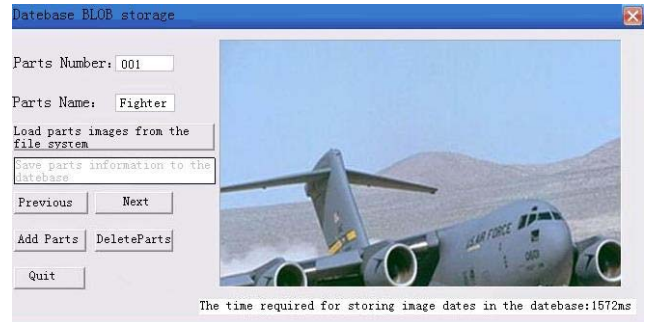 Datebase BLOB storage
Parts Number: 001
Parts Name: Fighter
Load parts images from the
file system
Save parts information to the
datebase
Previous Next
Add Parts DeleteParts
Quit
U.S. AIR FORCE
The time required for storing image dates in the datebase:1572ms